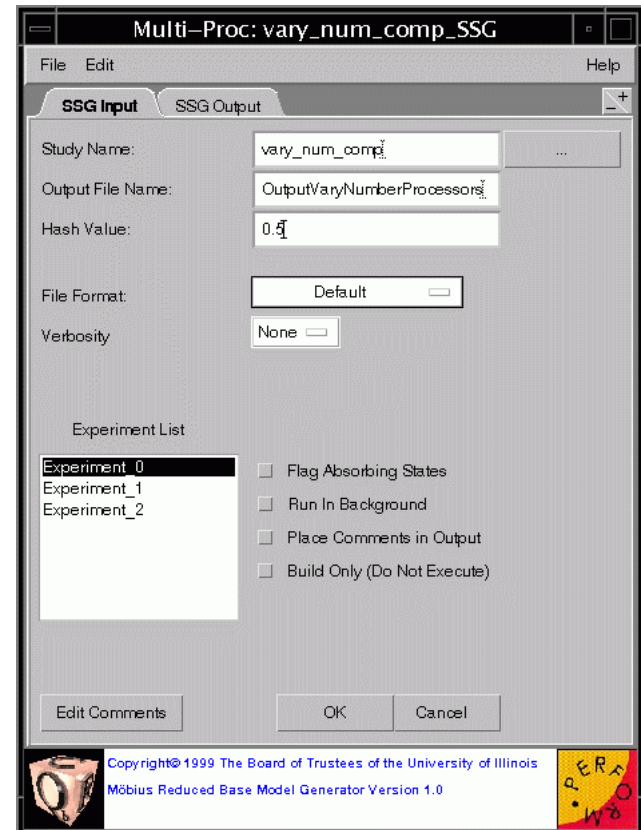 Multi-Proc: vary_num_comp_SSG
File Edit Help
SSG Input SSG Output
Study Name: vary_num_comp ...
Output File Name: OutputVaryNumberProcessors
Hash Value: 0.5
File Format: Default
Verbosity None
Experiment List
Experiment_0
Experiment_1
Experiment_2
Flag Absorbing States
Run In Background
Place Comments in Output
Build Only (Do Not Execute)
Edit Comments OK Cancel
Copyright© 1999 The Board of Trustees of the University of Illinois
Möbius Reduced Base Model Generator Version 1.0
PERFORM